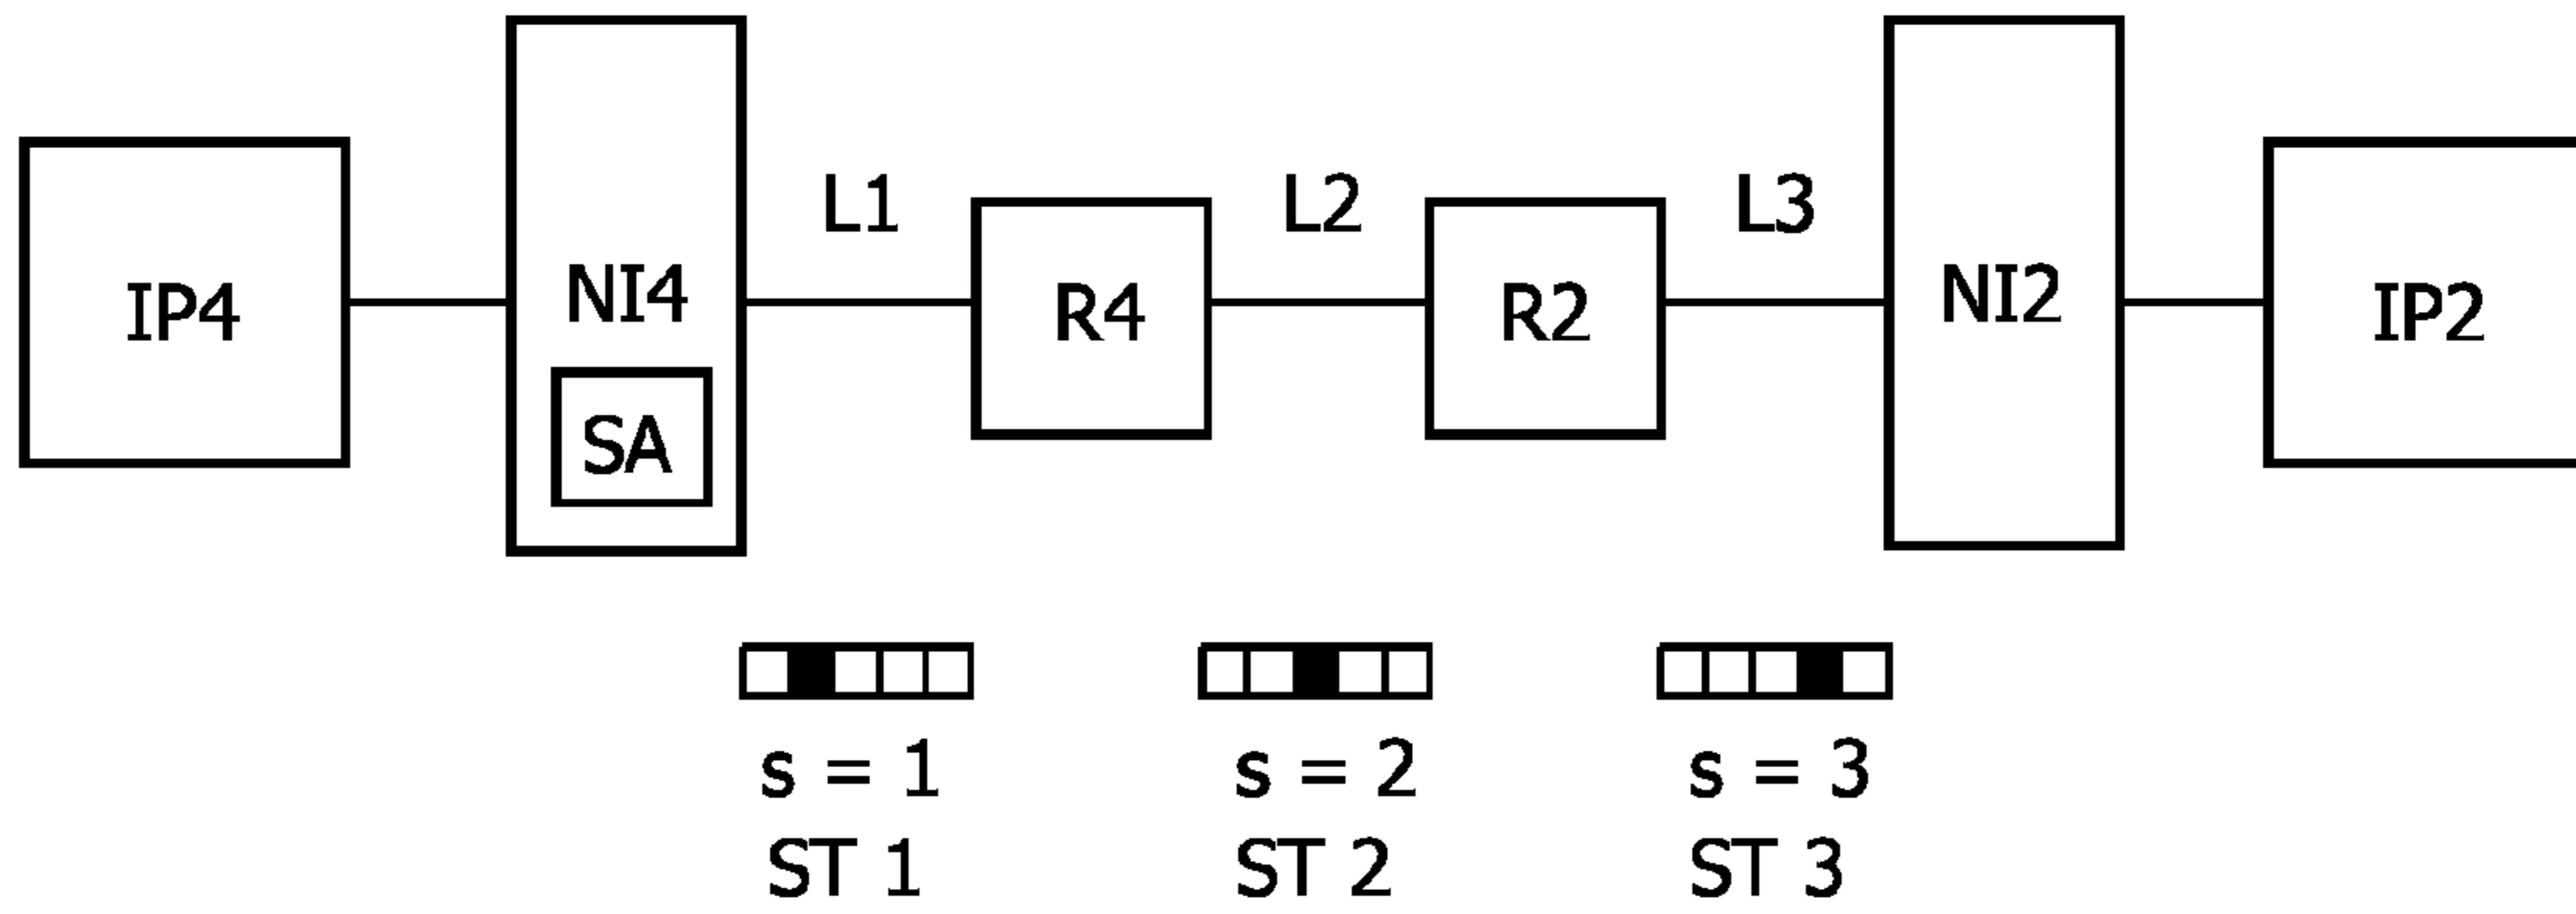 L1 L2 L3
IP4 NI4 R4 R2 NI2 IP2
SA
s = 1 s = 2 s = 3
ST 1 ST 2 ST 3